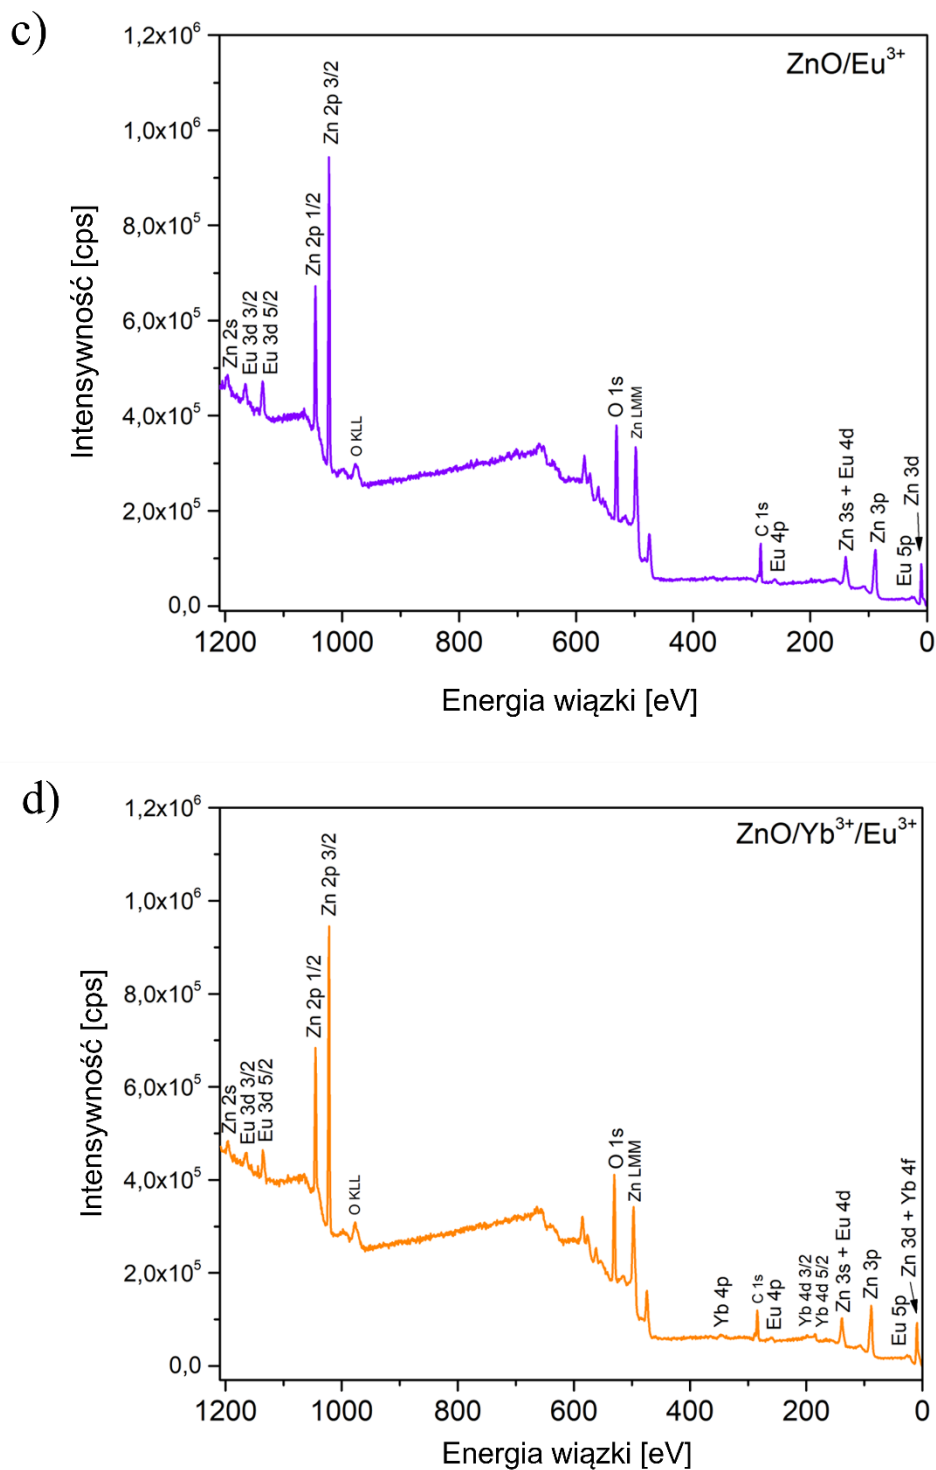 c)
ZnO/Eu³⁺
Intensywność [cps]
1,2x10⁶
1,0x10⁶
8,0x10⁵
6,0x10⁵
4,0x10⁵
2,0x10⁵
0,0
Zn 2s
Eu 3d 3/2
Eu 3d 5/2
Zn 2p 1/2
Zn 2p 3/2
O KLL
O 1s
Zn LMM
C 1s
Eu 4p
Zn 3s + Eu 4d
Zn 3p
Eu 5p
Zn 3d
1200 1000 800 600 400 200 0
Energia wiązki [eV]
d)
ZnO/Yb³⁺/Eu³⁺
Intensywność [cps]
1,2x10⁶
1,0x10⁶
8,0x10⁵
6,0x10⁵
4,0x10⁵
2,0x10⁵
0,0
Zn 2s
Eu 3d 3/2
Eu 3d 5/2
Zn 2p 1/2
Zn 2p 3/2
O KLL
O 1s
Zn LMM
Yb 4p
C 1s
Eu 4p
Yb 4d 3/2
Yb 4d 5/2
Zn 3s + Eu 4d
Zn 3p
Eu 5p
Zn 3d + Yb 4f
1200 1000 800 600 400 200 0
Energia wiązki [eV]